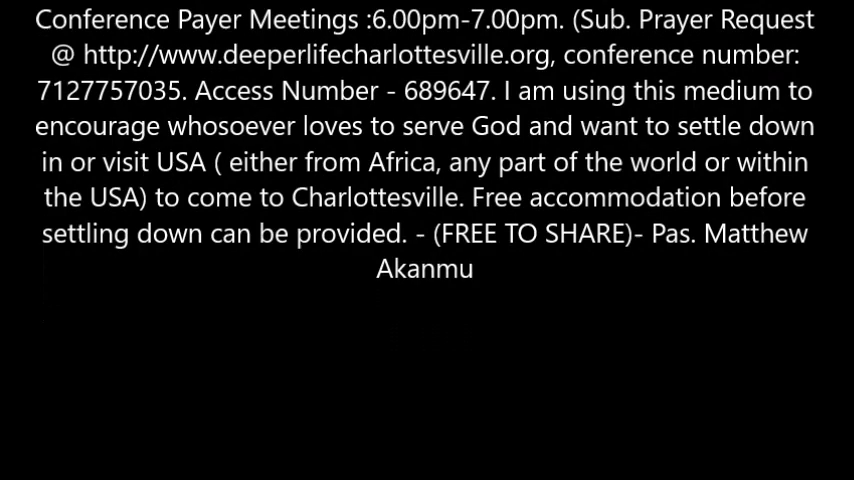 Conference Payer Meetings :6.00pm-7.00pm. (Sub. Prayer Request
@ http://www.deeperlifecharlottesville.org, conference number:
7127757035. Access Number - 689647. I am using this medium to
encourage whosoever loves to serve God and want to settle down
in or visit USA ( either from Africa, any part of the world or within
the USA) to come to Charlottesville. Free accommodation before
settling down can be provided. - (FREE TO SHARE)- Pas. Matthew
Akanmu